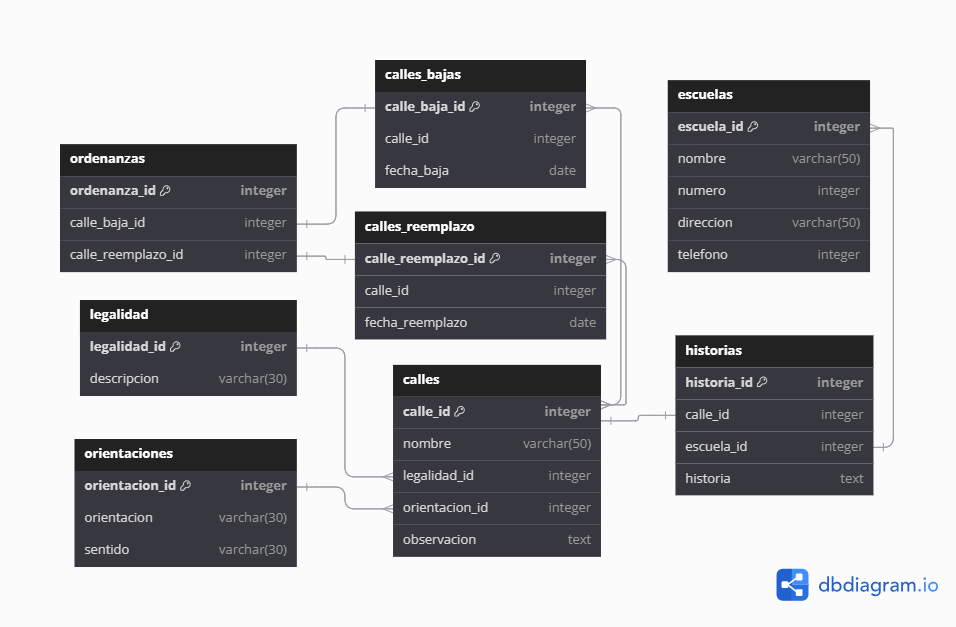 calles_bajas
calle_baja_id integer
calle_id integer
fecha_baja date
escuelas
escuela_id integer
nombre varchar(50)
numero integer
direccion varchar(50)
telefono integer
ordenanzas
ordenanza_id integer
calle_baja_id integer
calle_reemplazo_id integer
calles_reemplazo
calle_reemplazo_id integer
calle_id integer
fecha_reemplazo date
legalidad
legalidad_id integer
descripcion varchar(30)
historias
historia_id integer
calle_id integer
escuela_id integer
historia text
calles
calle_id integer
nombre varchar(50)
legalidad_id integer
orientacion_id integer
observacion text
orientaciones
orientacion_id integer
orientacion varchar(30)
sentido varchar(30)
dbdiagram.io